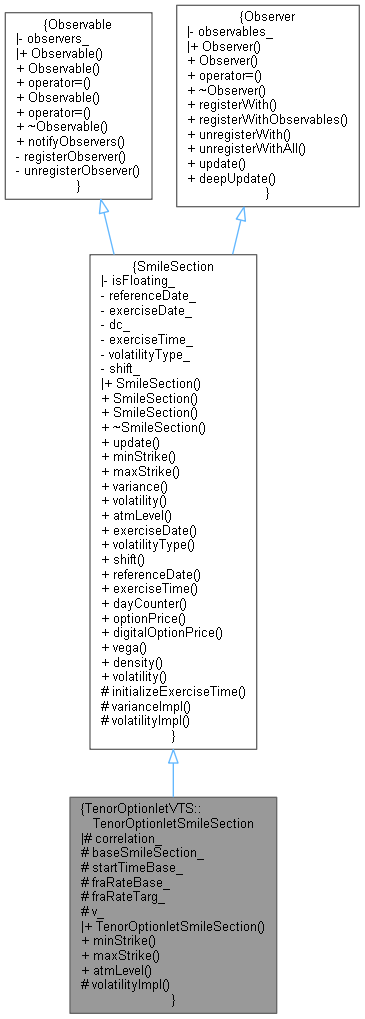 {Observable
|- observers_
|+ Observable()
+ Observable()
+ operator=()
+ Observable()
+ operator=()
+ ~Observable()
+ notifyObservers()
- registerObserver()
- unregisterObserver()
}
{Observer
|- observables_
|+ Observer()
+ Observer()
+ operator=()
+ ~Observer()
+ registerWith()
+ registerWithObservables()
+ unregisterWith()
+ unregisterWithAll()
+ update()
+ deepUpdate()
}
{SmileSection
|- isFloating_
- referenceDate_
- exerciseDate_
- dc_
- exerciseTime_
- volatilityType_
- shift_
|+ SmileSection()
+ SmileSection()
+ SmileSection()
+ ~SmileSection()
+ update()
+ minStrike()
+ maxStrike()
+ variance()
+ volatility()
+ atmLevel()
+ exerciseDate()
+ volatilityType()
+ shift()
+ referenceDate()
+ exerciseTime()
+ dayCounter()
+ optionPrice()
+ digitalOptionPrice()
+ vega()
+ density()
+ volatility()
# initializeExerciseTime()
# varianceImpl()
# volatilityImpl()
}
{TenorOptionletVTS::
TenorOptionletSmileSection
|# correlation_
# baseSmileSection_
# startTimeBase_
# fraRateBase_
# fraRateTarg_
# v_
|+ TenorOptionletSmileSection()
+ minStrike()
+ maxStrike()
+ atmLevel()
# volatilityImpl()
}